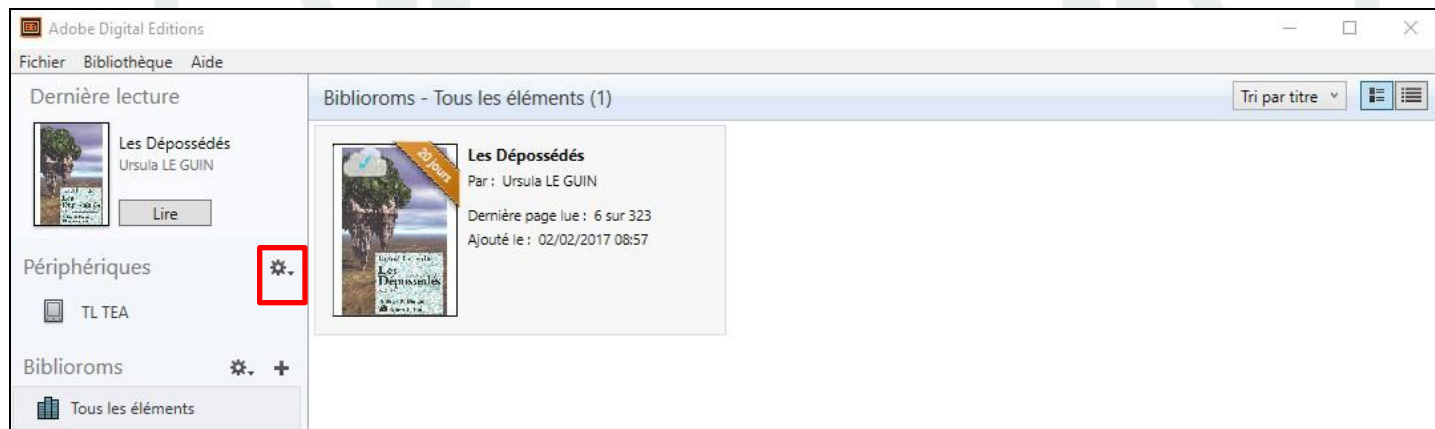 Adobe Digital Editions
Fichier Bibliothèque Aide
Dernière lecture
Les Dépossédés
Ursula LE GUIN
Lire
Périphériques
TL TEA
Biblioroms
Tous les éléments
Biblioroms - Tous les éléments (1)
Tri par titre
20 jours
Les Dépossédés
Par : Ursula LE GUIN
Dernière page lue : 6 sur 323
Ajouté le : 02/02/2017 08:57
Les
Dépossédés